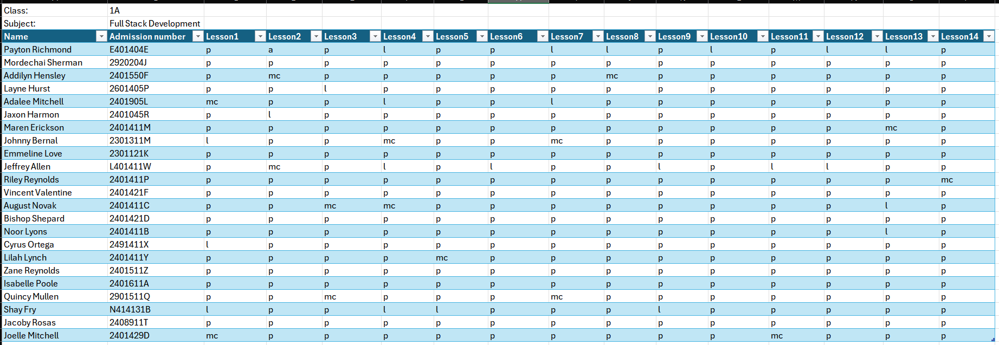 Class: 1A
Subject: Full Stack Development
Name Admission number Lesson1 Lesson2 Lesson3 Lesson4 Lesson5 Lesson6 Lesson7 Lesson8 Lesson9 Lesson10 Lesson11 Lesson12 Lesson13 Lesson14
Payton Richmond E401404E p a p l p p l l p l p l l p
Mordechai Sherman 2920204J p p p p p p p p p p p p p p
Addilyn Hensley 2401550F p mc p p p p p mc p p p p p p
Layne Hurst 2601405P p p l p p p p p p p p p p p
Adalee Mitchell 2401905L mc p p l p p l p p p p p p p
Jaxon Harmon 2401045R p l p p p p p p p p p p p p
Maren Erickson 2401411M p p p p p p p p p p p p mc p
Johnny Bernal 2301311M l p p mc p p mc p p p p p p p
Emmeline Love 2301121K p p p p p p p p p p p p p p
Jeffrey Allen L401411W p mc p l p l p p l p l l p p
Riley Reynolds 2401411P p p p p p p p p p p p p p mc
Vincent Valentine 2401421F p p p p p p p p p p p p p p
August Novak 2401411C p p mc mc p p p p p p p p l p
Bishop Shepard 2401421D p p p p p p p p p p p p p p
Noor Lyons 2401411B p p p p p p p p p p p p l p
Cyrus Ortega 2491411X l p p p p p p p p p p p p p
Lilah Lynch 2401411Y p p p p mc p p p p p p p p p
Zane Reynolds 2401511Z p p p p p p p p p p p p p p
Isabelle Poole 2401611A p p p p p p p p p p p p p p
Quincy Mullen 2901511Q p p mc p p p mc p p p p p p p
Shay Fry N414131B l p p l l p p p l p p p p p
Jacoby Rosas 2408911T p p p p p p p p p p p p p p
Joelle Mitchell 2401429D mc p p p p p p p p p mc p p p